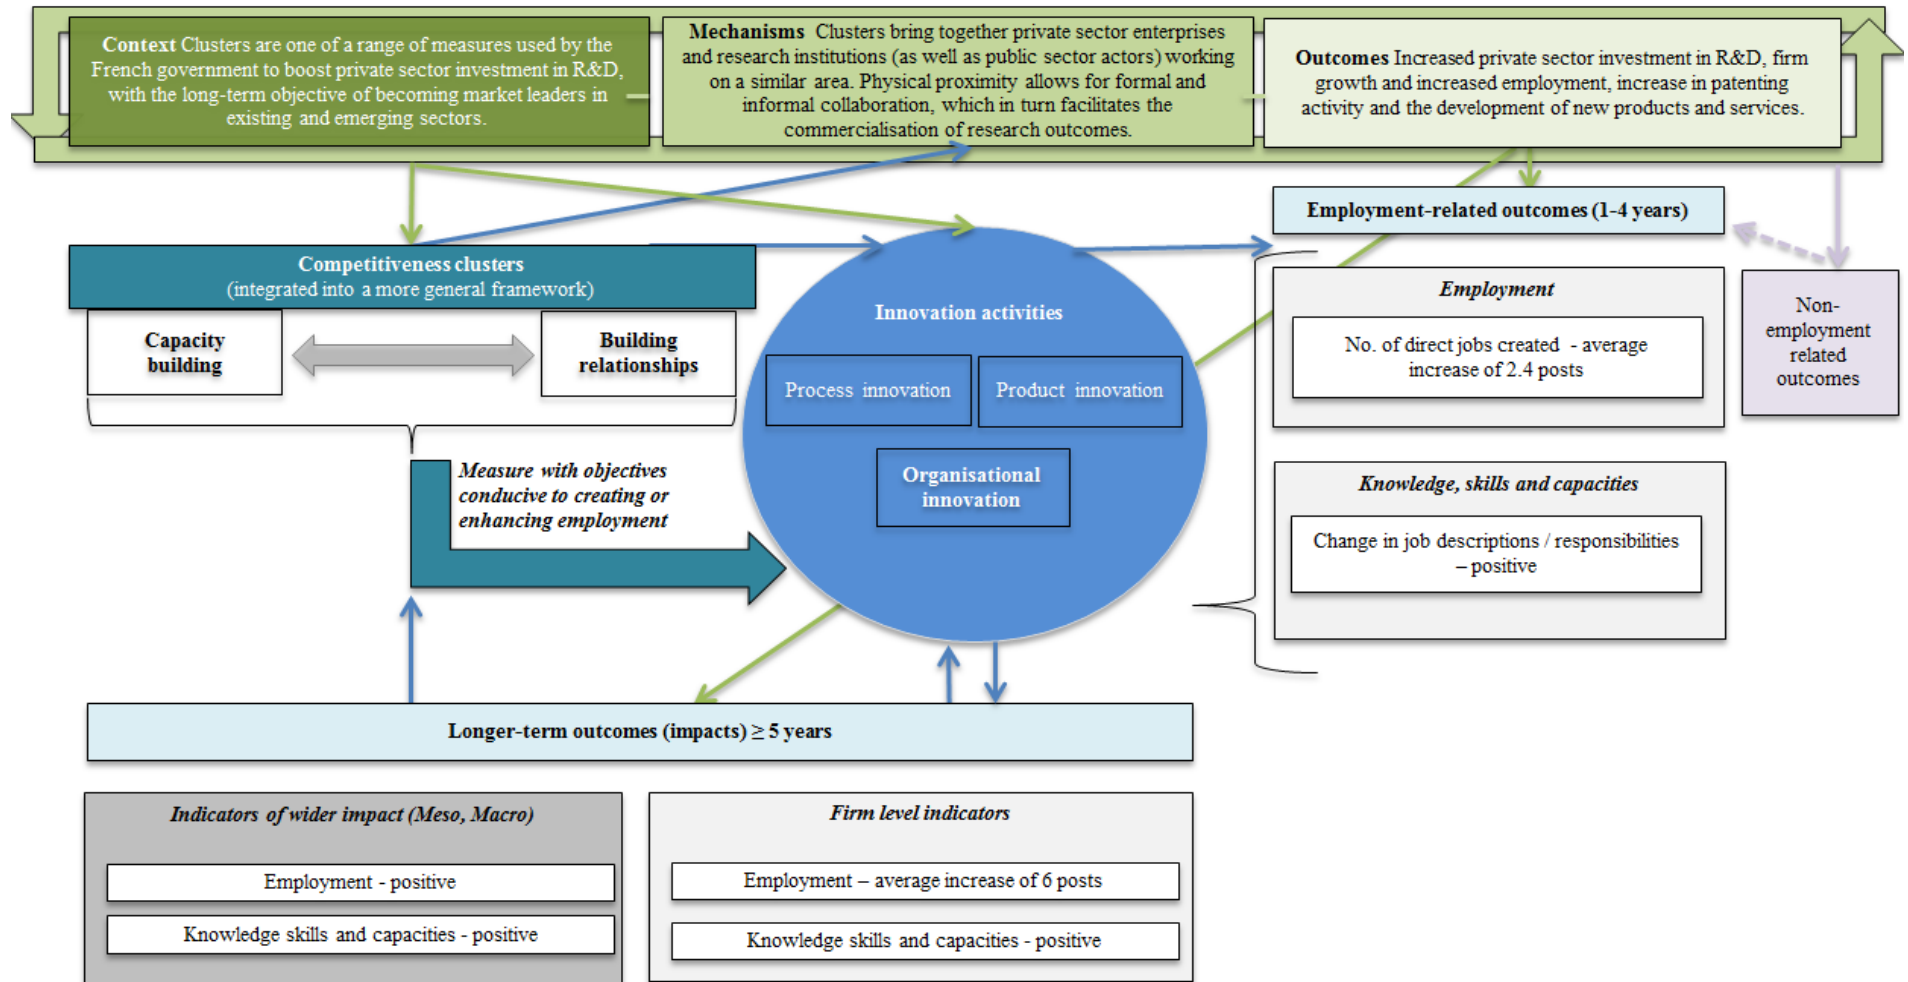 Context Clusters are one of a range of measures used by the
French government to boost private sector investment in R&D,
with the long-term objective of becoming market leaders in
existing and emerging sectors.
Mechanisms Clusters bring together private sector enterprises
and research institutions (as well as public sector actors) working
on a similar area. Physical proximity allows for formal and
informal collaboration, which in turn facilitates the
commercialisation of research outcomes.
Outcomes Increased private sector investment in R&D, firm
growth and increased employment, increase in patenting
activity and the development of new products and services.
Employment-related outcomes (1-4 years)
Competitiveness clusters
(integrated into a more general framework)
Capacity
building
Building
relationships
Measure with objectives
conducive to creating or
enhancing employment
Innovation activities
Process innovation
Product innovation
Organisational
innovation
Employment
No. of direct jobs created - average
increase of 2.4 posts
Knowledge, skills and capacities
Change in job descriptions / responsibilities
– positive
Non-
employment
related
outcomes
Longer-term outcomes (impacts) ≥ 5 years
Indicators of wider impact (Meso, Macro)
Employment - positive
Knowledge skills and capacities - positive
Firm level indicators
Employment – average increase of 6 posts
Knowledge skills and capacities - positive